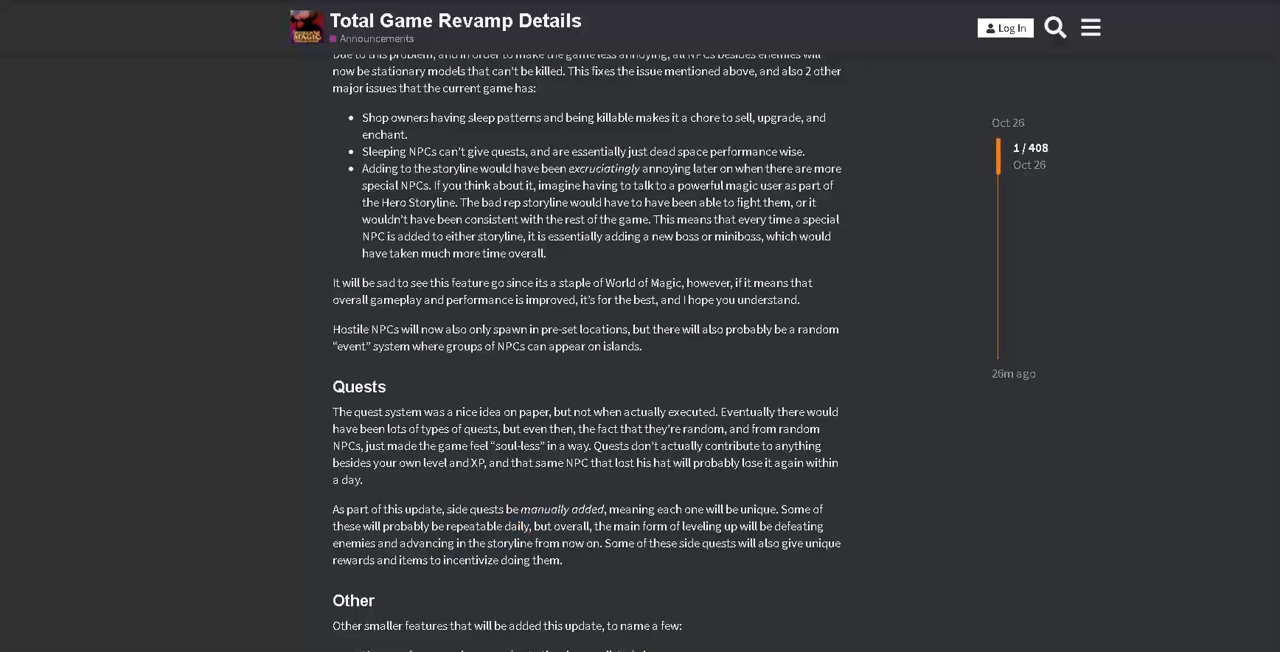 Total Game Revamp Details
Announcements
Log In
Due to this problem, and in order to make the game less annoying, all NPCs besides enemies will
now be stationary models that can't be killed. This fixes the issue mentioned above, and also 2 other
major issues that the current game has:
Shop owners having sleep patterns and being killable makes it a chore to sell, upgrade, and
enchant.
Sleeping NPCs can't give quests, and are essentially just dead space performance wise.
Adding to the storyline would have been excruciatingly annoying later on when there are more
special NPCs. If you think about it, imagine having to talk to a powerful magic user as part of
the Hero Storyline. The bad rep storyline would have to have been able to fight them, or it
wouldn't have been consistent with the rest of the game. This means that every time a special
NPC is added to either storyline, it is essentially adding a new boss or miniboss, which would
have taken much more time overall.
It will be sad to see this feature go since its a staple of World of Magic, however, if it means that
overall gameplay and performance is improved, it's for the best, and I hope you understand.
Hostile NPCs will now also only spawn in pre-set locations, but there will also probably be a random
“event” system where groups of NPCs can appear on islands.
Quests
The quest system was a nice idea on paper, but not when actually executed. Eventually there would
have been lots of types of quests, but even then, the fact that they're random, and from random
NPCs, just made the game feel “soul-less” in a way. Quests don't actually contribute to anything
besides your own level and XP, and that same NPC that lost his hat will probably lose it again within
a day.
As part of this update, side quests be manually added, meaning each one will be unique. Some of
these will probably be repeatable daily, but overall, the main form of leveling up will be defeating
enemies and advancing in the storyline from now on. Some of these side quests will also give unique
rewards and items to incentivize doing them.
Other
Other smaller features that will be added this update, to name a few:
Oct 26
1 / 408
Oct 26
26m ago